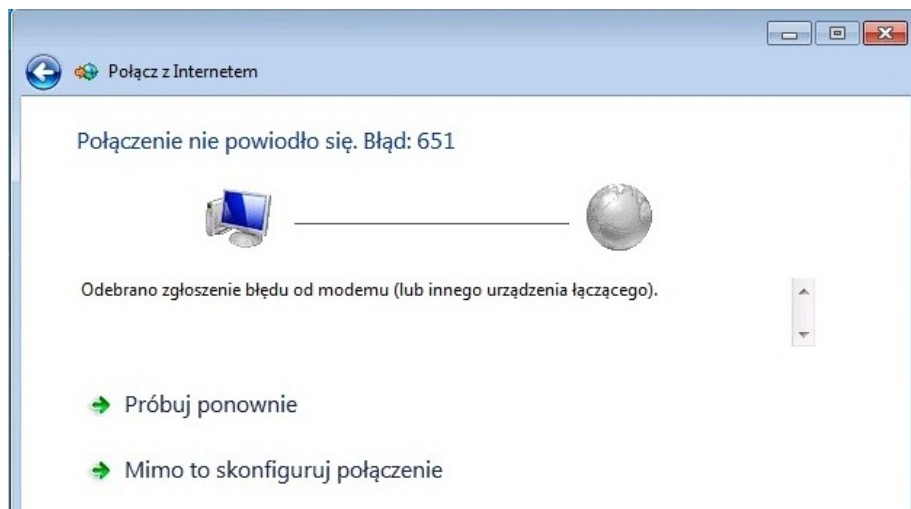 Połącz z Internetem
Połączenie nie powiodło się. Błąd: 651
Odebrano zgłoszenie błędu od modemu (lub innego urządzenia łączącego).
Próbuj ponownie
Mimo to skonfiguruj połączenie